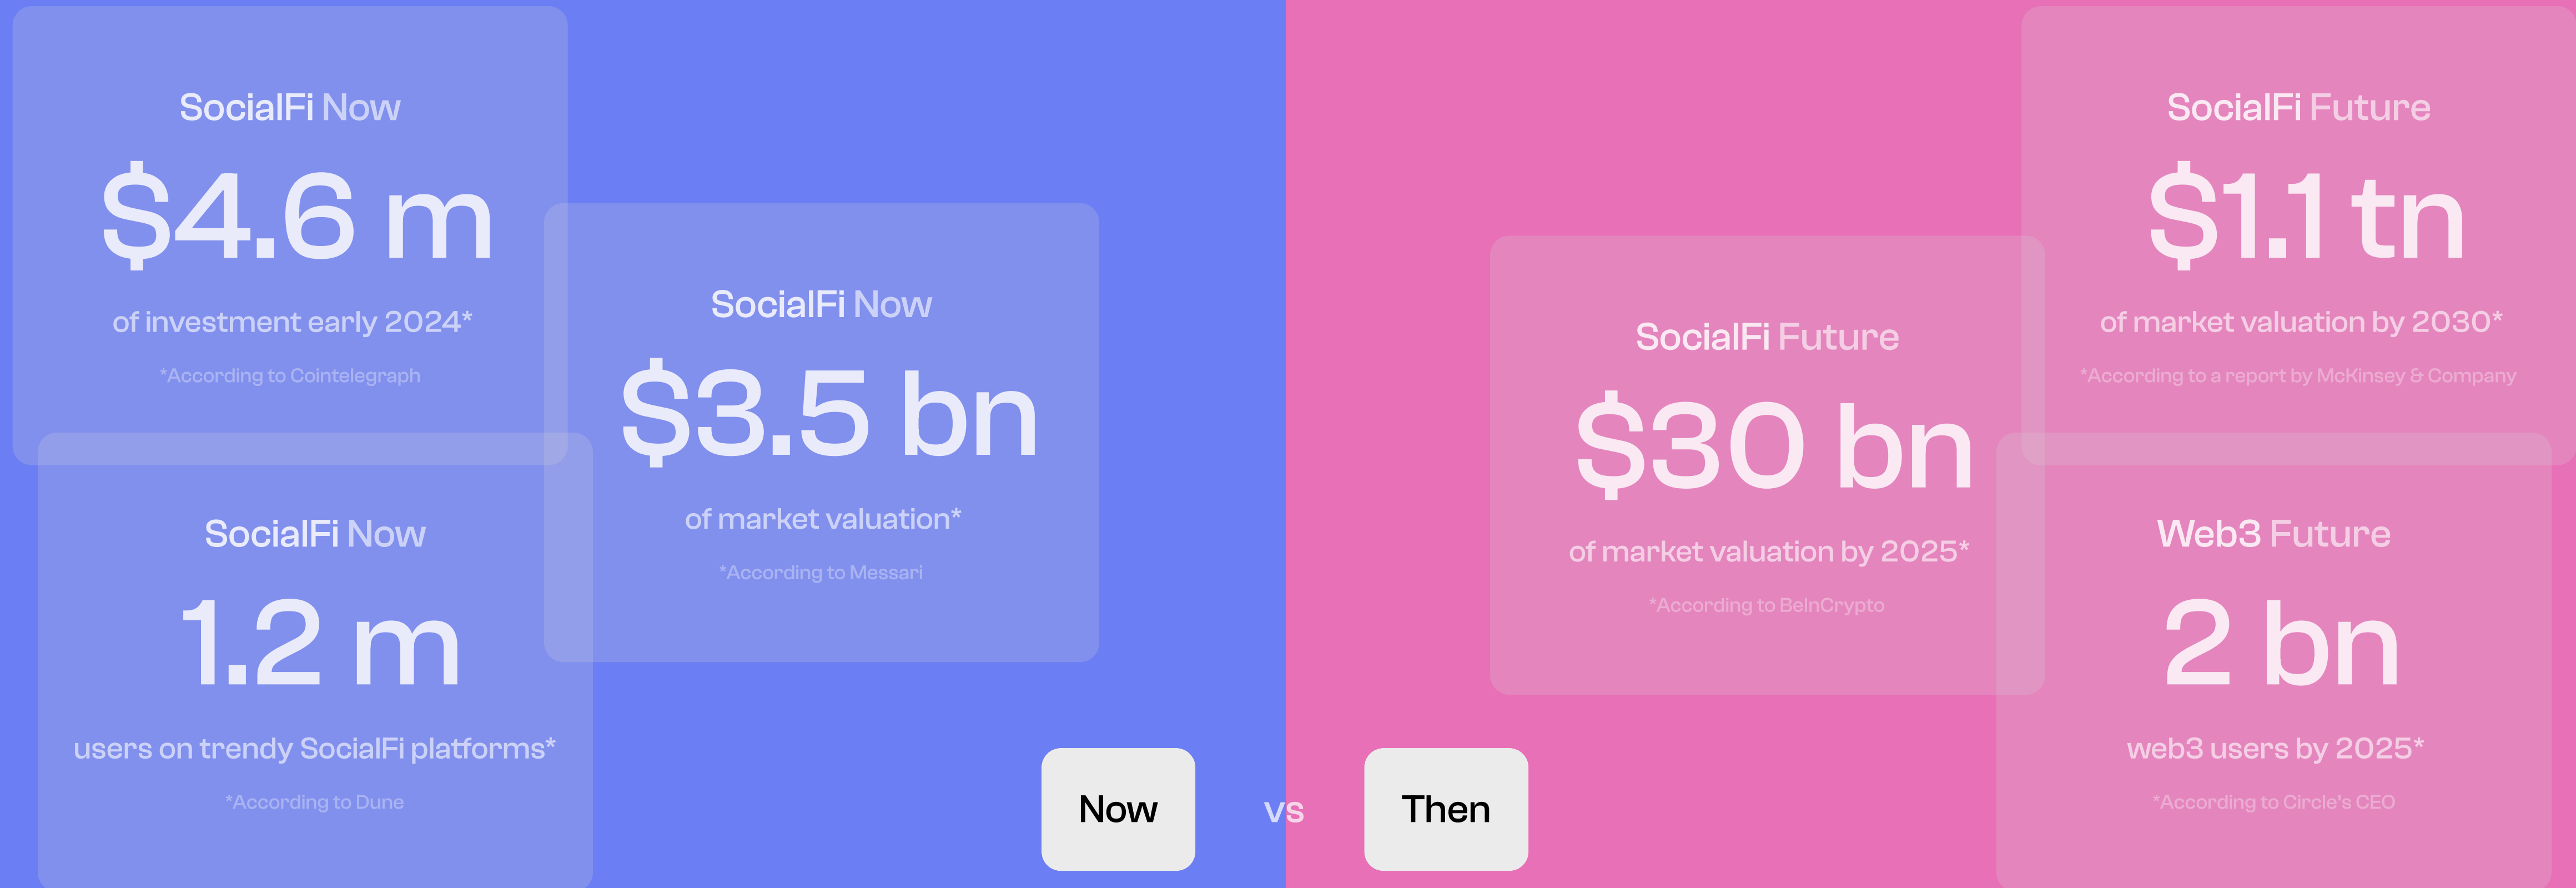 SocialFi Now
$4.6 m
of investment early 2024*
*According to Cointelegraph
SocialFi Now
$3.5 bn
of market valuation*
*According to Messari
SocialFi Now
1.2 m
users on trendy SocialFi platforms*
*According to Dune
Now
vs
Then
SocialFi Future
$30 bn
of market valuation by 2025*
*According to BeInCrypto
SocialFi Future
$1.1 tn
of market valuation by 2030*
*According to a report by McKinsey & Company
Web3 Future
2 bn
web3 users by 2025*
*According to Circle's CEO